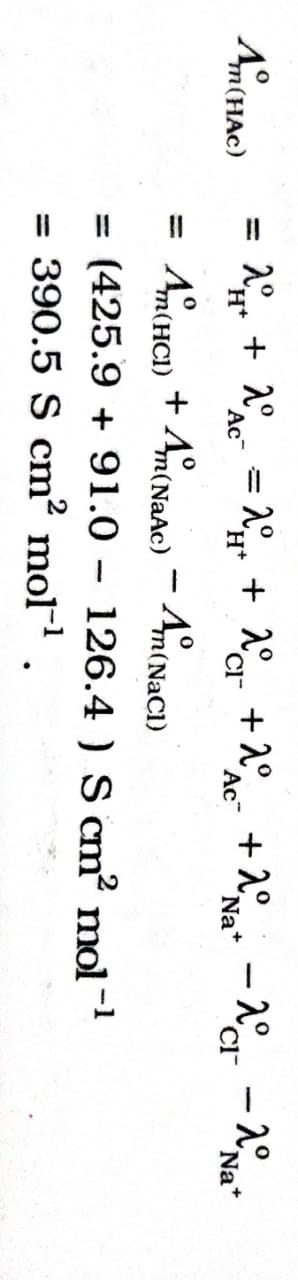 Λ°m(HAc) = λ°H⁺ + λ°Ac⁻ = λ°H⁺ + λ°Cl⁻ + λ°Ac⁻ + λ°Na⁺ − λ°Cl⁻ − λ°Na⁺
= Λ°m(HCl) + Λ°m(NaAc) − Λ°m(NaCl)
= (425.9 + 91.0 − 126.4 ) S cm² mol⁻¹
= 390.5 S cm² mol⁻¹ .